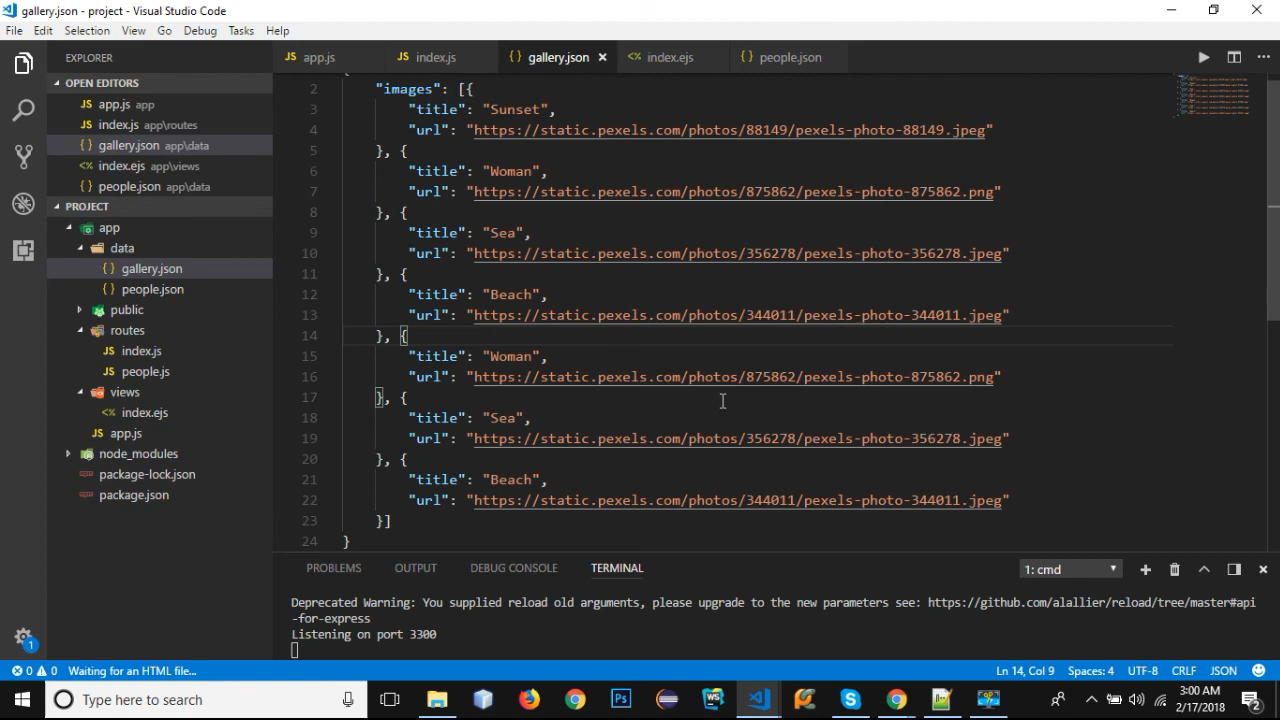 gallery.json - project - Visual Studio Code
File Edit Selection View Go Debug Tasks Help
EXPLORER
OPEN EDITORS
app.js app
index.js app\routes
gallery.json app\data
index.ejs app\views
people.json app\data
PROJECT
app
data
gallery.json
people.json
public
routes
index.js
people.js
views
index.ejs
app.js
node_modules
package-lock.json
package.json
JS app.js
JS index.js
{} gallery.json ×
<% index.ejs
{} people.json
2 "images": [{
3 "title": "Sunset",
4 "url": "https://static.pexels.com/photos/88149/pexels-photo-88149.jpeg"
5 }, {
6 "title": "Woman",
7 "url": "https://static.pexels.com/photos/875862/pexels-photo-875862.png"
8 }, {
9 "title": "Sea",
10 "url": "https://static.pexels.com/photos/356278/pexels-photo-356278.jpeg"
11 }, {
12 "title": "Beach",
13 "url": "https://static.pexels.com/photos/344011/pexels-photo-344011.jpeg"
14 }, {
15 "title": "Woman",
16 "url": "https://static.pexels.com/photos/875862/pexels-photo-875862.png"
17 }, {
18 "title": "Sea",
19 "url": "https://static.pexels.com/photos/356278/pexels-photo-356278.jpeg"
20 }, {
21 "title": "Beach",
22 "url": "https://static.pexels.com/photos/344011/pexels-photo-344011.jpeg"
23 }]
24 }
PROBLEMS OUTPUT DEBUG CONSOLE TERMINAL 1: cmd
Deprecated Warning: You supplied reload old arguments, please upgrade to the new parameters see: https://github.com/alallier/reload/tree/master#api
-for-express
Listening on port 3300
0 0 Waiting for an HTML file... Ln 14, Col 9 Spaces: 4 UTF-8 CRLF JSON
Type here to search
3:00 AM
2/17/2018